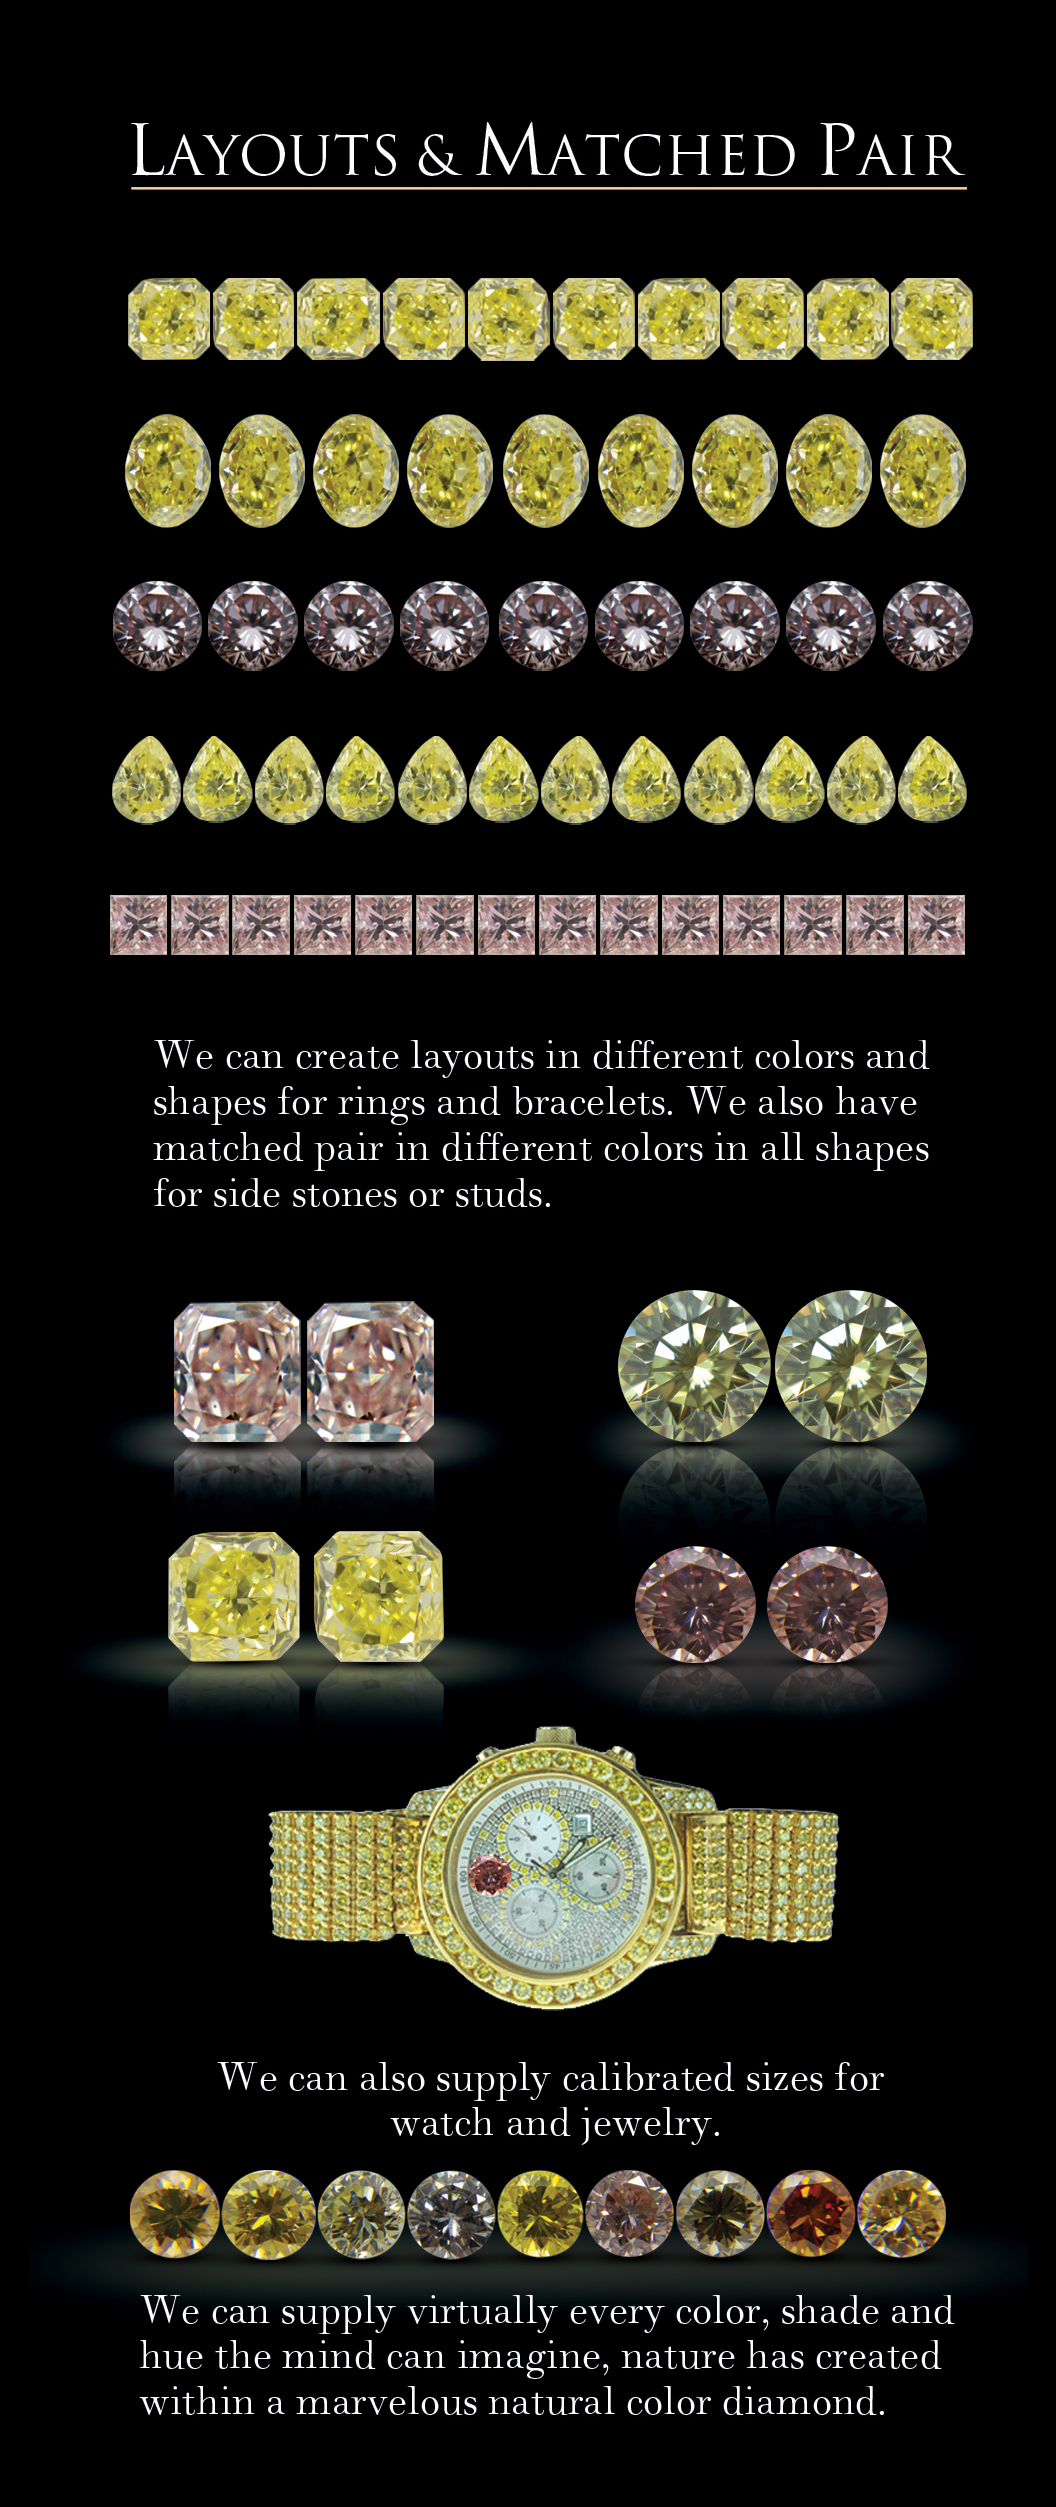 LAYOUTS & MATCHED PAIR
We can create layouts in different colors and
shapes for rings and bracelets. We also have
matched pair in different colors in all shapes
for side stones or studs.
We can also supply calibrated sizes for
watch and jewelry.
We can supply virtually every color, shade and
hue the mind can imagine, nature has created
within a marvelous natural color diamond.